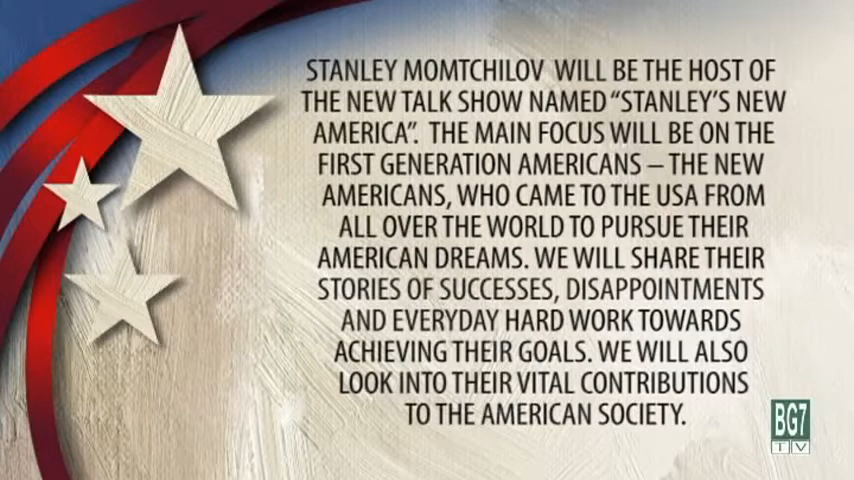 STANLEY MOMTCHILOV WILL BE THE HOST OF
THE NEW TALK SHOW NAMED “STANLEY’S NEW
AMERICA”. THE MAIN FOCUS WILL BE ON THE
FIRST GENERATION AMERICANS – THE NEW
AMERICANS, WHO CAME TO THE USA FROM
ALL OVER THE WORLD TO PURSUE THEIR
AMERICAN DREAMS. WE WILL SHARE THEIR
STORIES OF SUCCESSES, DISAPPOINTMENTS
AND EVERYDAY HARD WORK TOWARDS
ACHIEVING THEIR GOALS. WE WILL ALSO
LOOK INTO THEIR VITAL CONTRIBUTIONS
TO THE AMERICAN SOCIETY.
BG7
TV